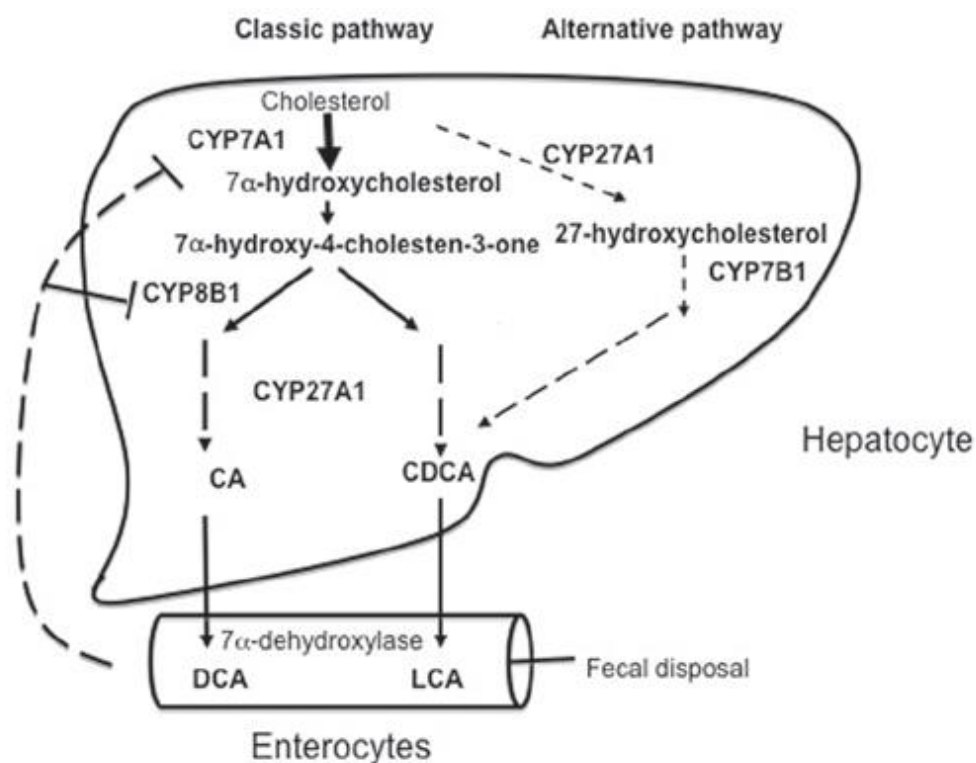 Classic pathway
Alternative pathway
Cholesterol
CYP7A1
CYP27A1
7α-hydroxycholesterol
27-hydroxycholesterol
7α-hydroxy-4-cholesten-3-one
CYP7B1
CYP8B1
CYP27A1
Hepatocyte
CA
CDCA
7α-dehydroxylase
DCA
LCA
Fecal disposal
Enterocytes